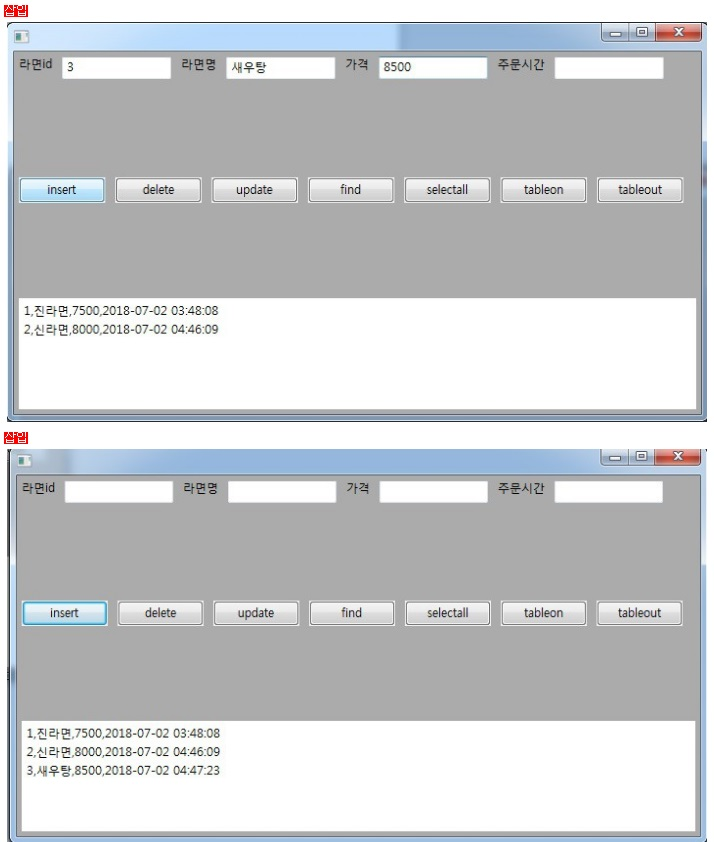 삽입
라면id 3 라면명 새우탕 가격 8500 주문시간
insert delete update find selectall tableon tableout
1,진라면,7500,2018-07-02 03:48:08
2,신라면,8000,2018-07-02 04:46:09
삽입
라면id 라면명 가격 주문시간
insert delete update find selectall tableon tableout
1,진라면,7500,2018-07-02 03:48:08
2,신라면,8000,2018-07-02 04:46:09
3,새우탕,8500,2018-07-02 04:47:23